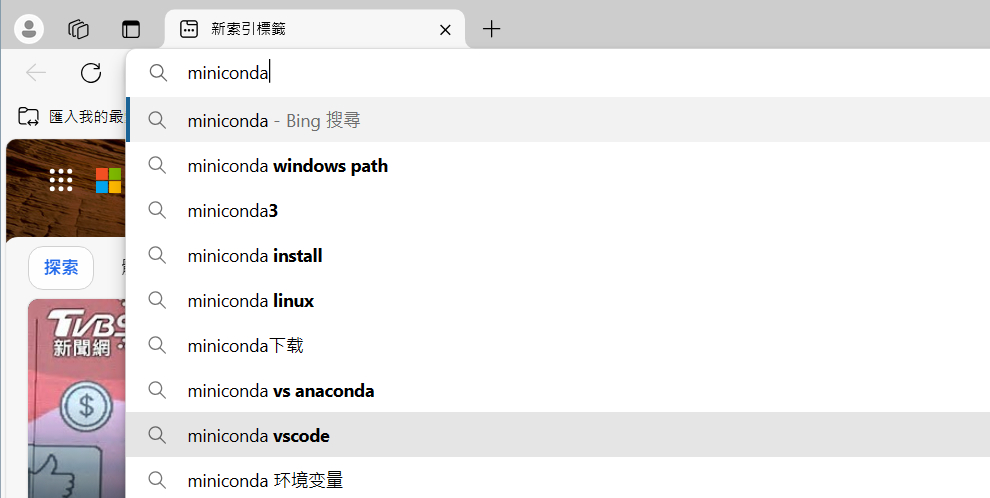 新索引標籤
miniconda
匯入我的最
miniconda - Bing 搜尋
miniconda windows path
miniconda3
miniconda install
miniconda linux
miniconda下载
miniconda vs anaconda
miniconda vscode
miniconda 环境变量
探索
TVBS
新聞網
$